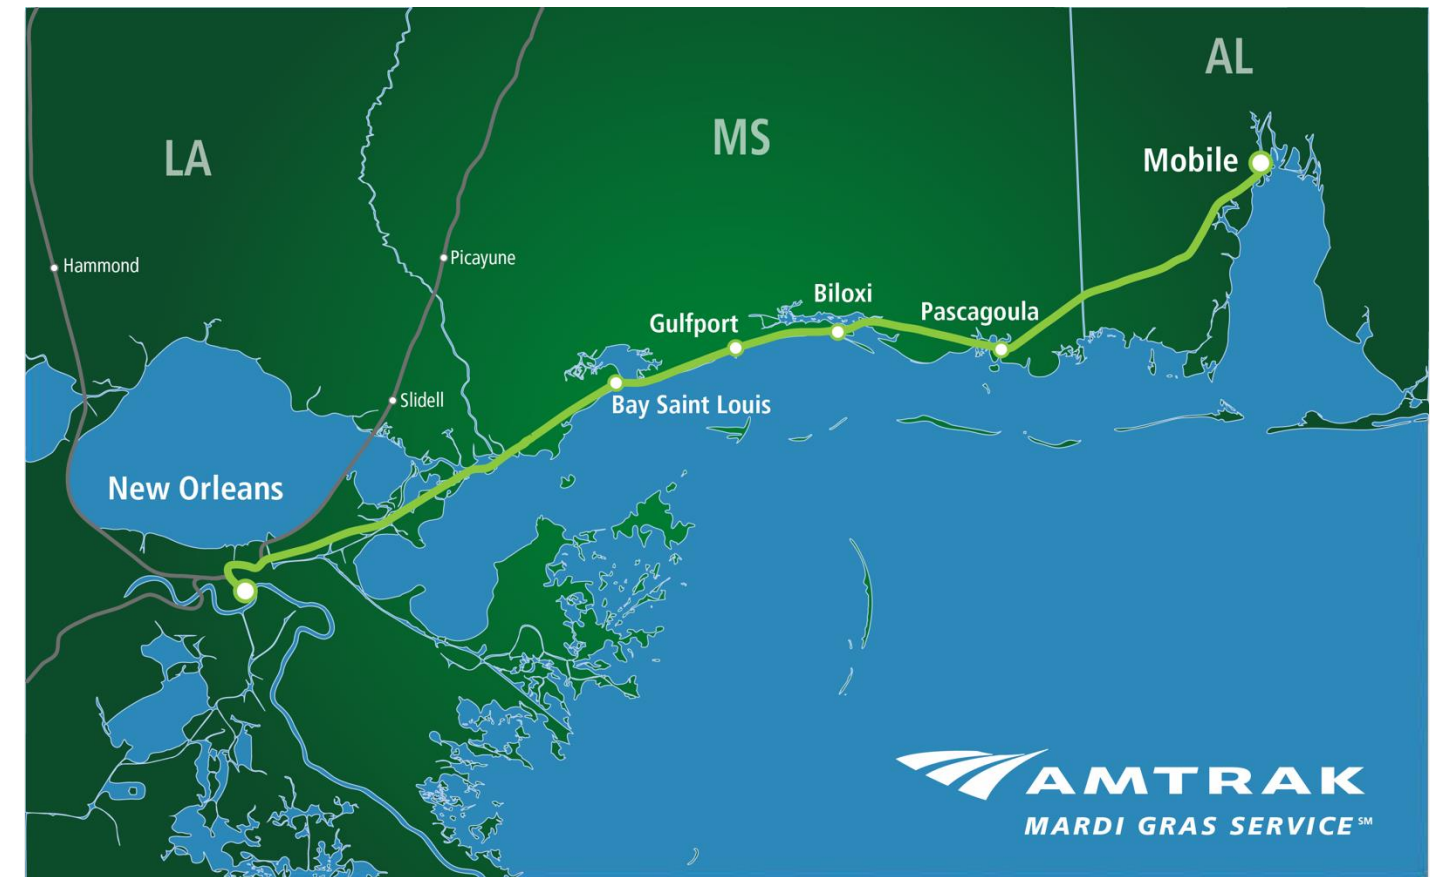 AL
MS
LA
Mobile
Hammond
Picayune
Biloxi
Pascagoula
Gulfport
Slidell
Bay Saint Louis
New Orleans
AMTRAK
MARDI GRAS SERVICE℠